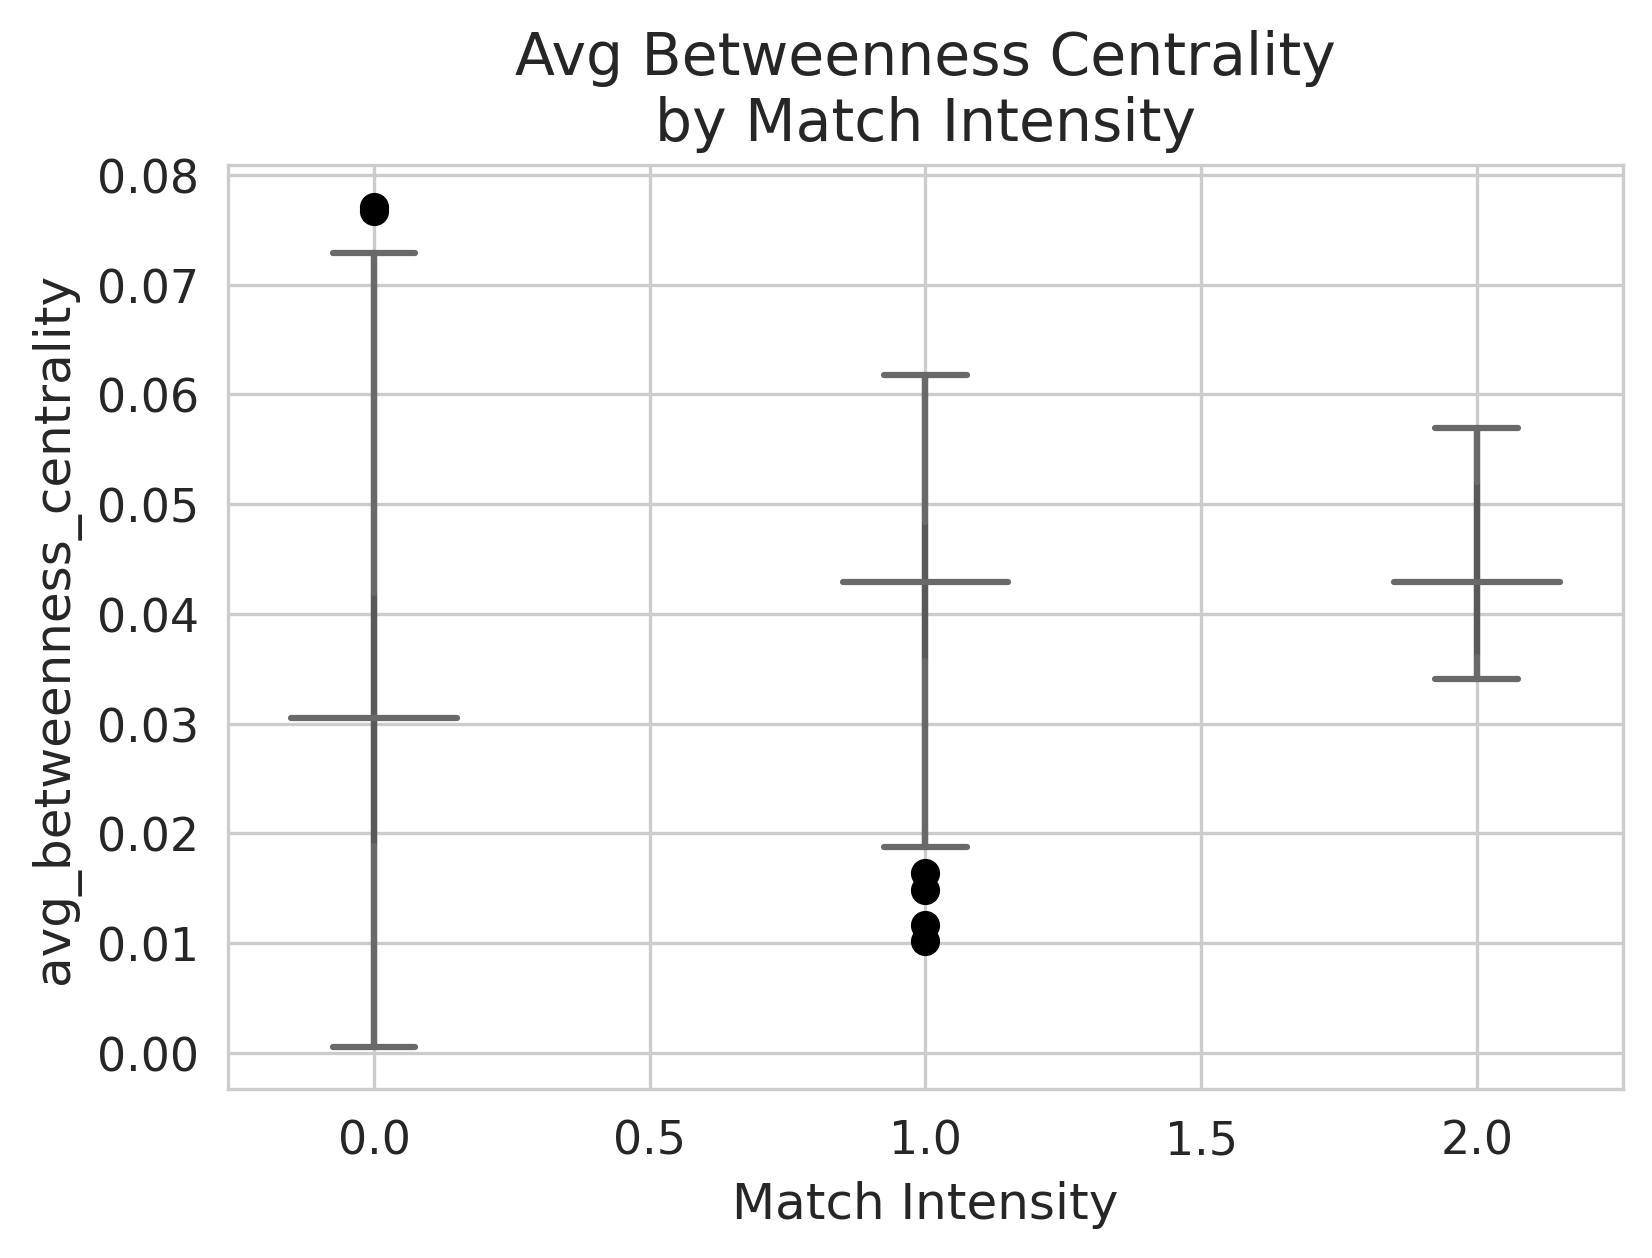 Avg Betweenness Centrality
by Match Intensity
avg_betweenness_centrality
0.08
0.07
0.06
0.05
0.04
0.03
0.02
0.01
0.00
0.0 0.5 1.0 1.5 2.0
Match Intensity